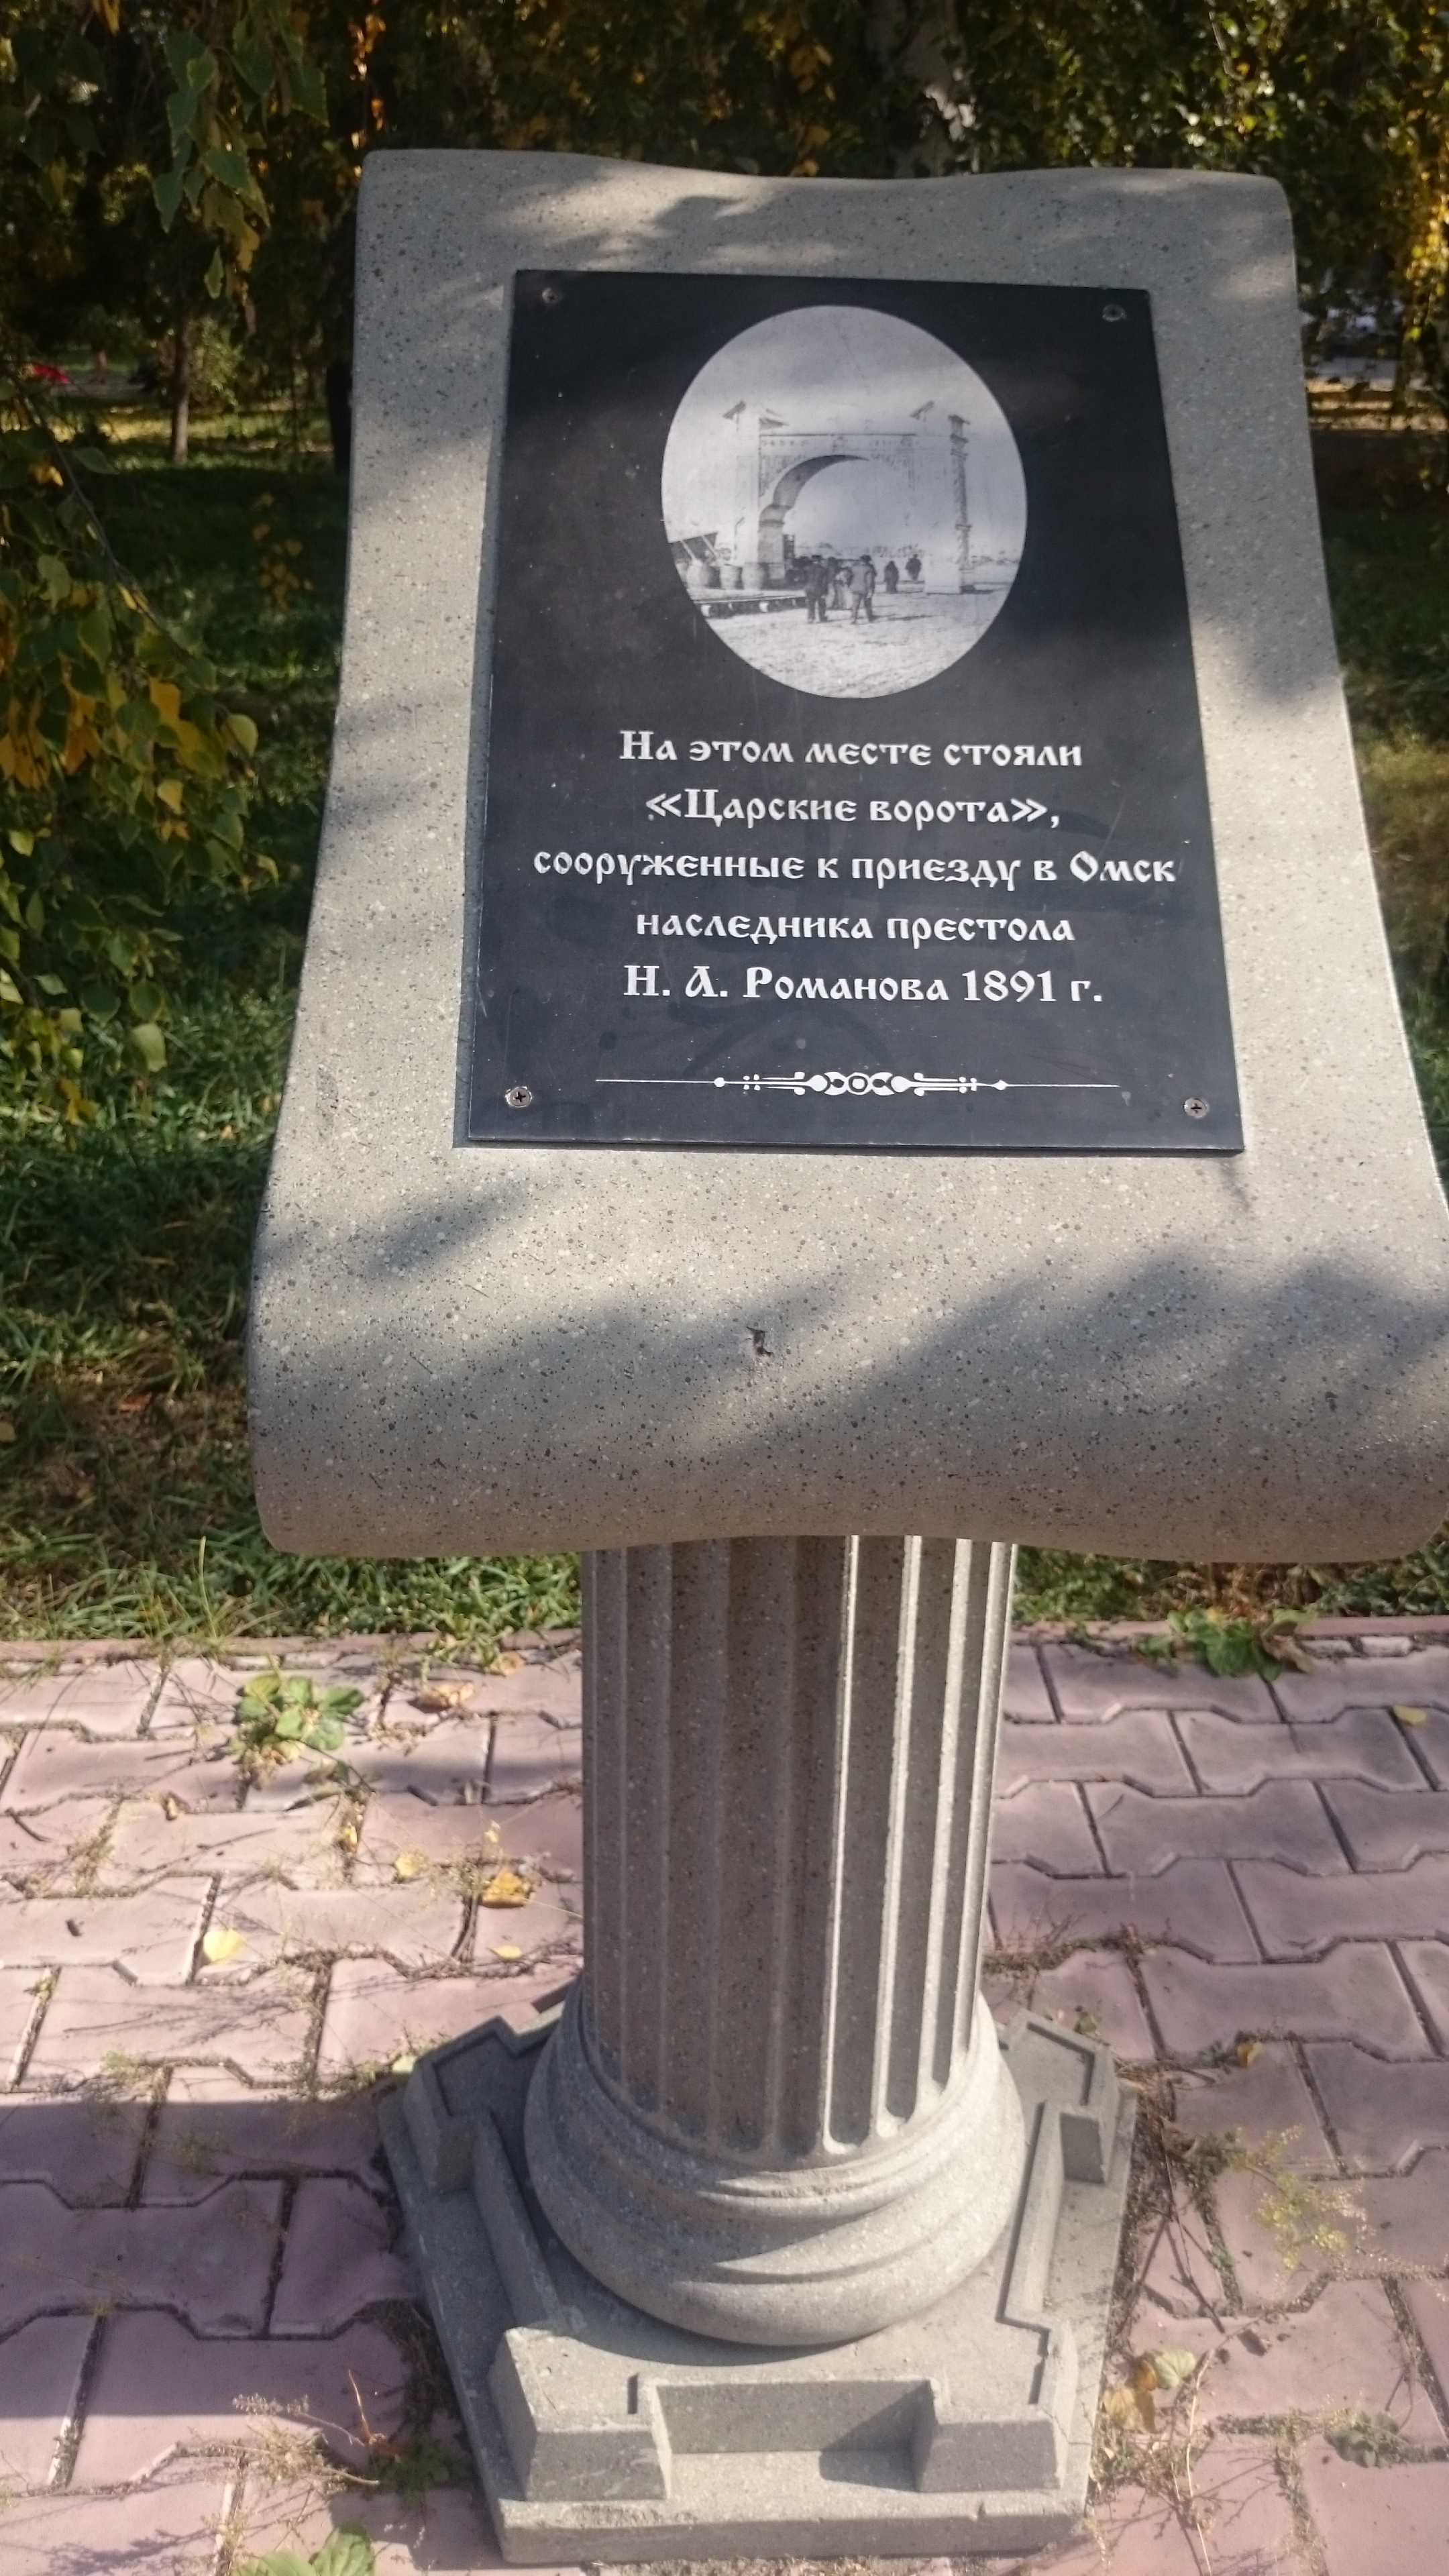 На этом месте стояли
«Царские ворота»,
сооруженные к приезду в Омск
наследника престола
Н. А. Романова 1891 г.